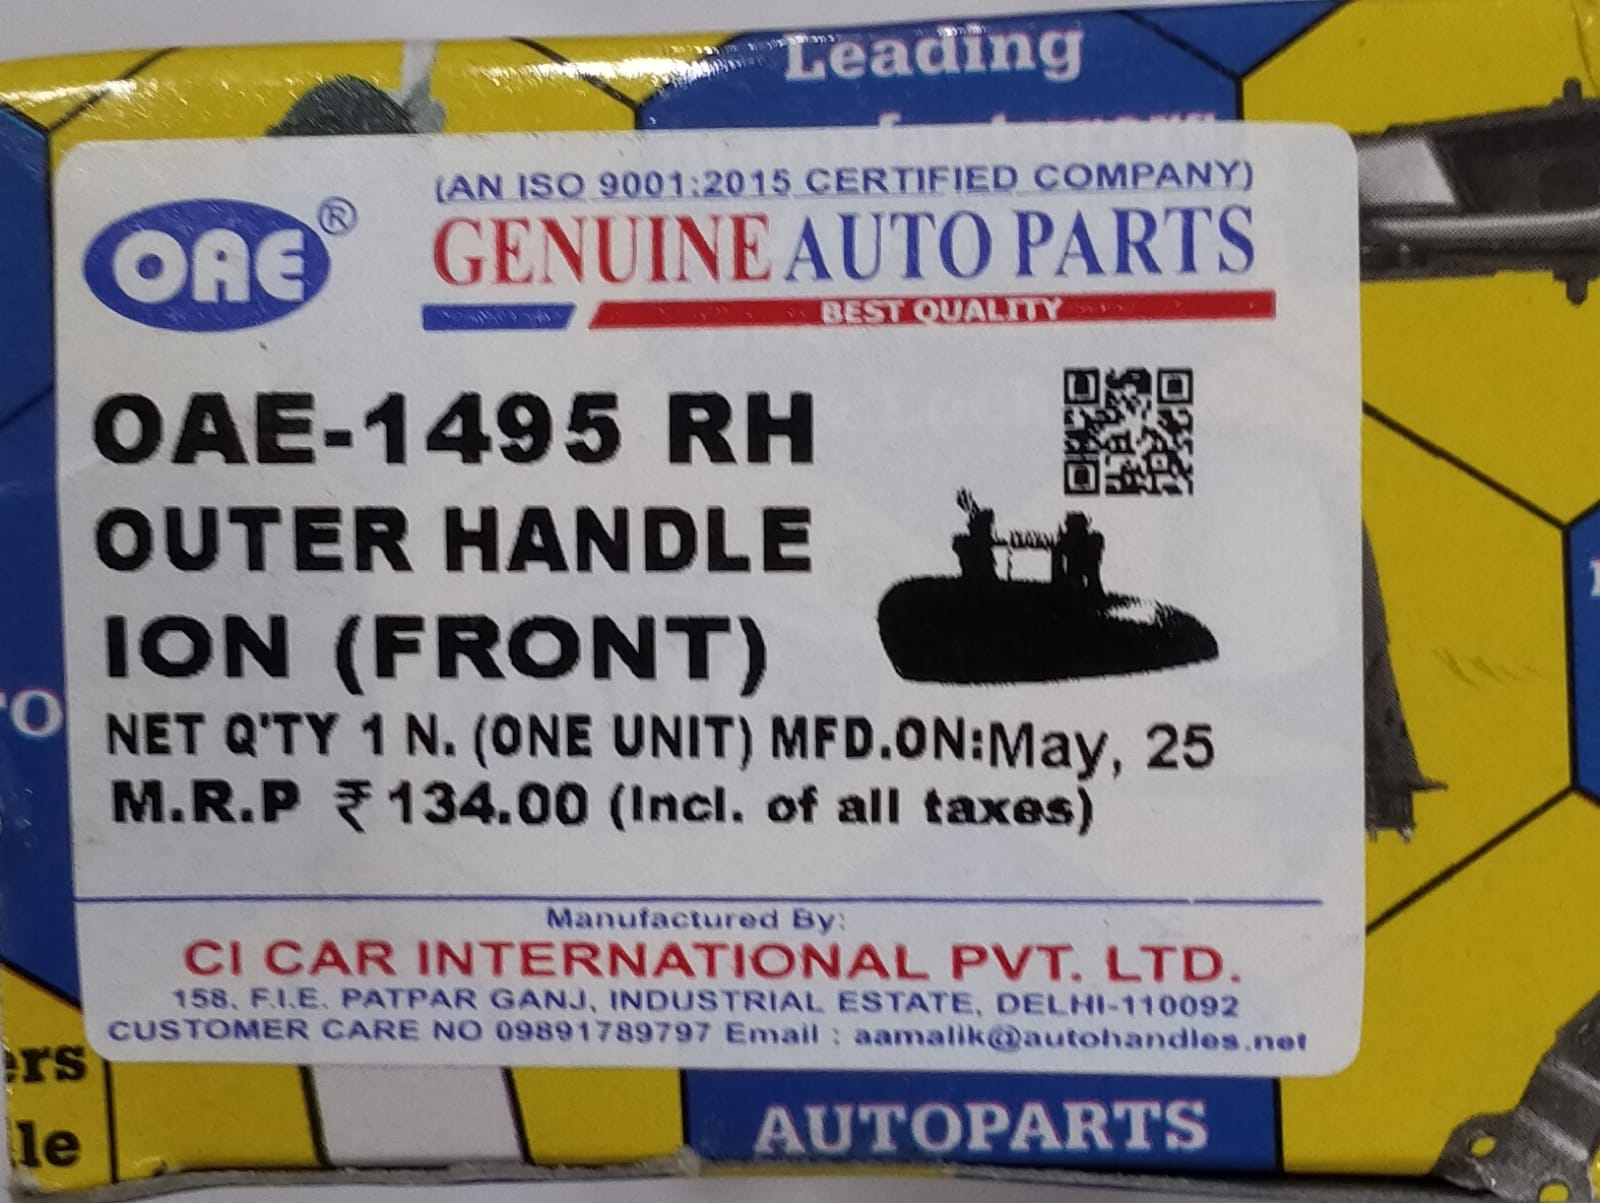 Leading
(AN ISO 9001:2015 CERTIFIED COMPANY)
OAE®
GENUINE AUTO PARTS
BEST QUALITY
OAE-1495 RH
OUTER HANDLE
ION (FRONT)
NET Q'TY 1 N. (ONE UNIT) MFD.ON:May, 25
M.R.P ₹ 134.00 (Incl. of all taxes)
Manufactured By:
CI CAR INTERNATIONAL PVT. LTD.
158, F.I.E. PATPAR GANJ, INDUSTRIAL ESTATE, DELHI-110092
CUSTOMER CARE NO 09891789797 Email : aamalik@autohandles.net
ers
le
AUTOPARTS